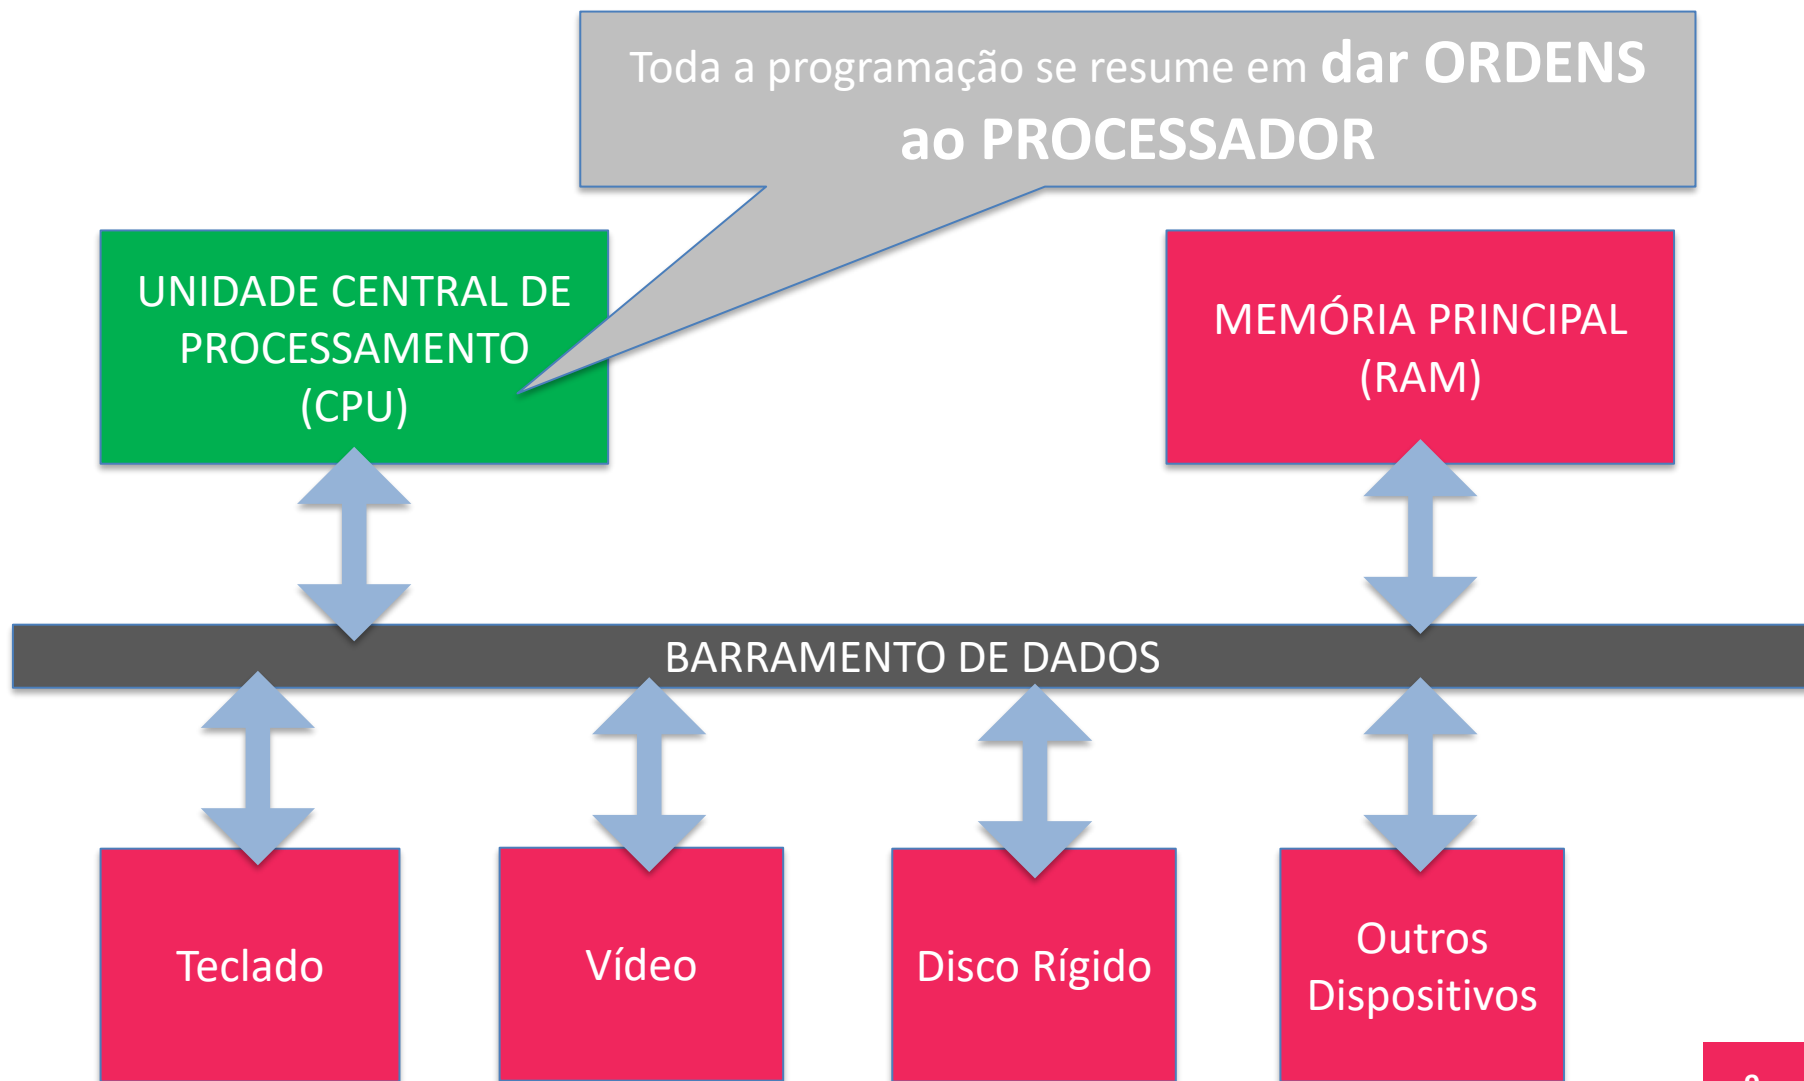 Toda a programação se resume em dar ORDENS
ao PROCESSADOR
UNIDADE CENTRAL DE
PROCESSAMENTO
(CPU)
MEMÓRIA PRINCIPAL
(RAM)
BARRAMENTO DE DADOS
Teclado
Vídeo
Disco Rígido
Outros
Dispositivos